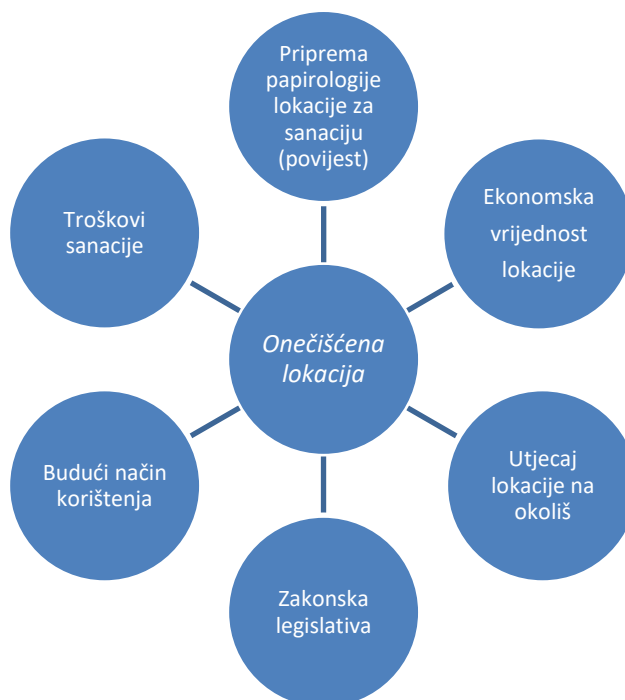 Priprema
papirologije
lokacije za
sanaciju
(povijest)
Troškovi
sanacije
Ekonomska
vrijednost
lokacije
Onečišćena
lokacija
Budući način
korištenja
Utjecaj
lokacije na
okoliš
Zakonska
legislativa